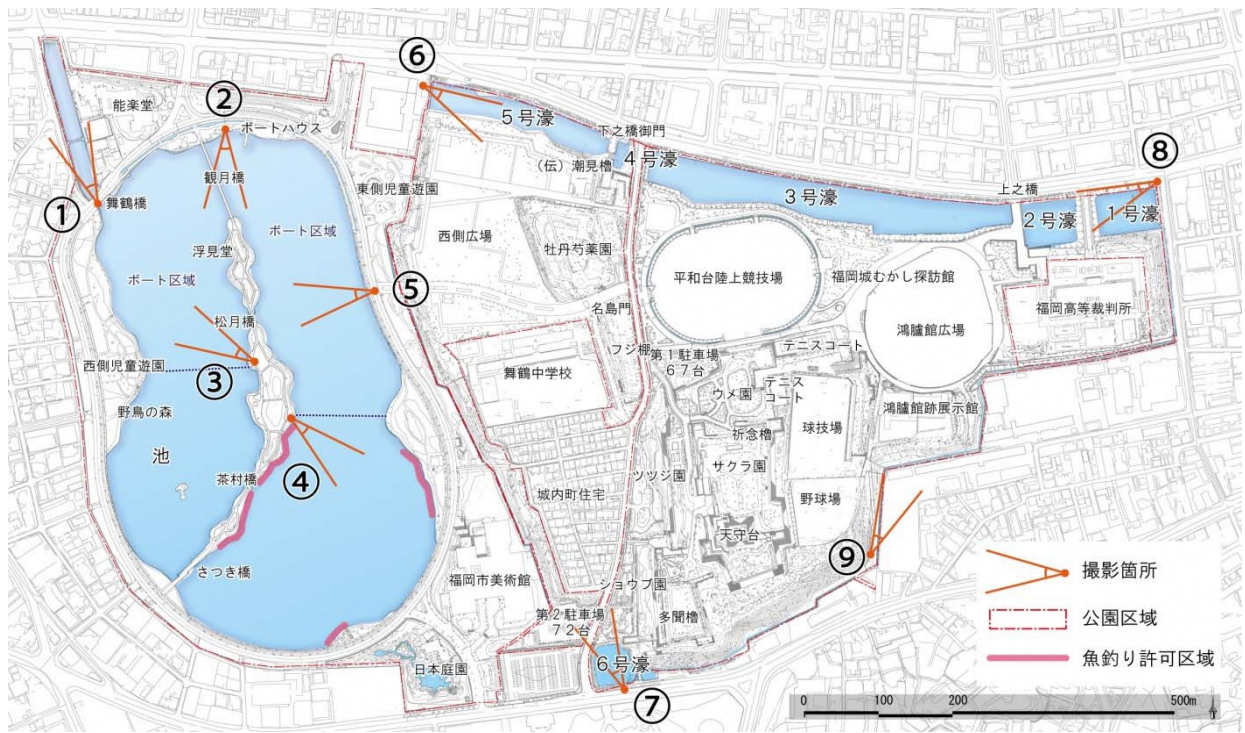 ⑥
②
能楽堂
ボートハウス
5号濠
下之橋御門
4号濠
(伝)潮見櫓
⑧
観月橋
東側児童遊園
3号濠
上之橋
2号濠
1号濠
①
舞鶴橋
西側広場
牡丹芍薬園
浮見堂
ボート区域
ボート区域
平和台陸上競技場
福岡城むかし探訪館
⑤
名島門
鴻臚館広場
福岡高等裁判所
松月橋
フジ棚
第1駐車場
67台
テニスコート
西側児童遊園
③
舞鶴中学校
ウメ園
テニス
コート
野鳥の森
鴻臚館跡展示館
祈念櫓
球技場
池
④
茶村橋
サクラ園
ツツジ園
城内町住宅
野球場
天守台
⑨
さつき橋
福岡市美術館
ショウブ園
第2駐車場
72台
多聞櫓
日本庭園
6号濠
⑦
撮影箇所
公園区域
魚釣り許可区域
0 100 200 500m